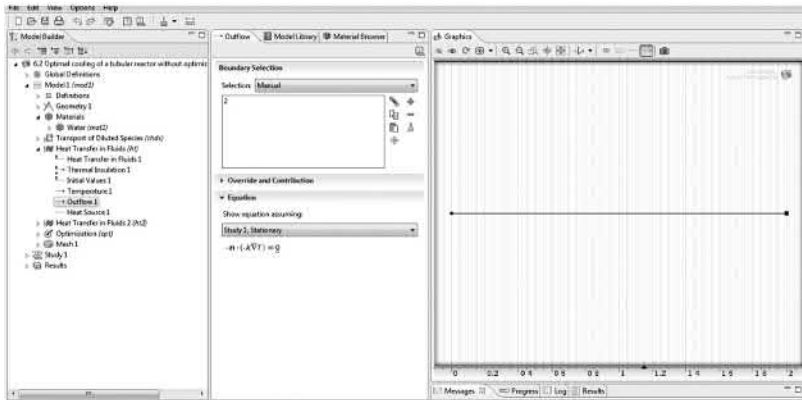 File Edit View Options Help
Model Builder
6.2 Optimal cooling of a tubular reactor without optimiz
Global Definitions
Model 1 (mod1)
Definitions
Geometry 1
Materials
Water (mat1)
Transport of Diluted Species (chds)
Heat Transfer in Fluids (ht)
Heat Transfer in Fluids 1
Thermal Insulation 1
Initial Values 1
Temperature 1
Outflow 1
Heat Source 1
Heat Transfer in Fluids 2 (ht2)
Optimization (opt)
Mesh 1
Study 1
Results
Outflow Model Library Material Browser
Boundary Selection
Selection: Manual
2
Override and Contribution
Equation
Show equation assuming:
Study 1, Stationary
-n·(-k∇T) = 0
Graphics
0 0.2 0.4 0.6 0.8 1 1.2 1.4 1.6 1.8 2
Messages Progress Log Results